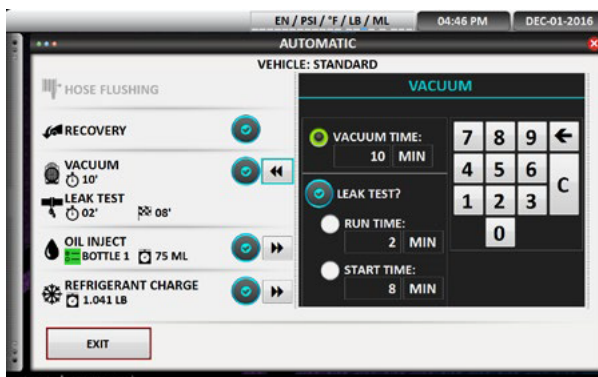 EN / PSI / °F / LB / ML 04:46 PM DEC-01-2016
AUTOMATIC
VEHICLE: STANDARD
HOSE FLUSHING
RECOVERY
VACUUM
10'
LEAK TEST
02' 08'
OIL INJECT
BOTTLE 1 75 ML
REFRIGERANT CHARGE
1.041 LB
EXIT
VACUUM
VACUUM TIME:
10 MIN
LEAK TEST?
RUN TIME:
2 MIN
START TIME:
8 MIN
7 8 9
4 5 6 C
1 2 3
0